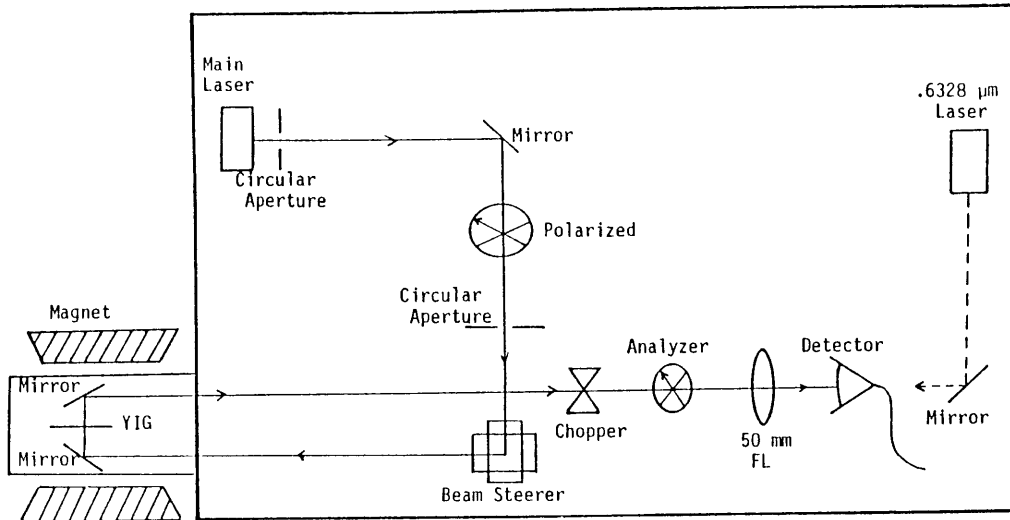 Main
Laser
Circular
Aperture
Mirror
Polarized
Circular
Aperture
.6328 µm
Laser
Magnet
Mirror
YIG
Mirror
Chopper
Analyzer
50 mm
FL
Detector
Mirror
Beam Steerer